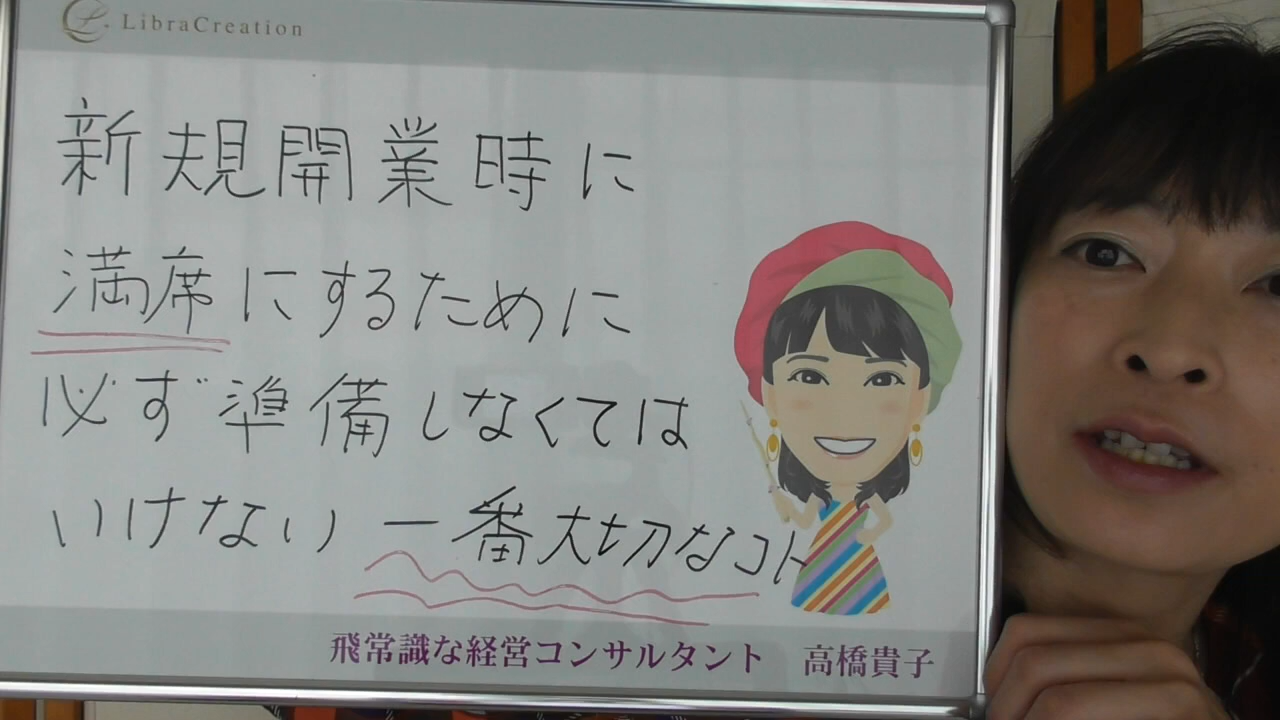 LibraCreation
新規開業時に
満席にするために
必ず準備しなくては
いけない一番大切なコト
飛常識な経営コンサルタント 高橋貴子